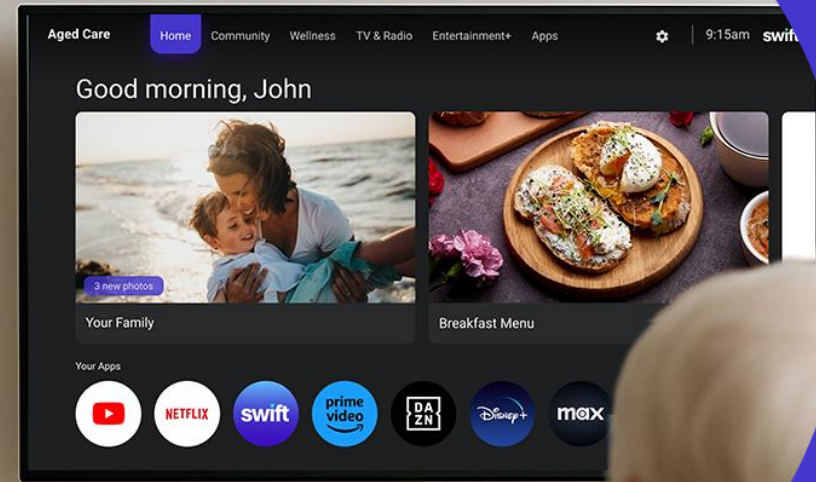 Aged Care Home Community Wellness TV & Radio Entertainment+ Apps 9:15am swift
Good morning, John
3 new photos
Your Family Breakfast Menu
Your Apps
NETFLIX swift prime video DAZN Disney+ max